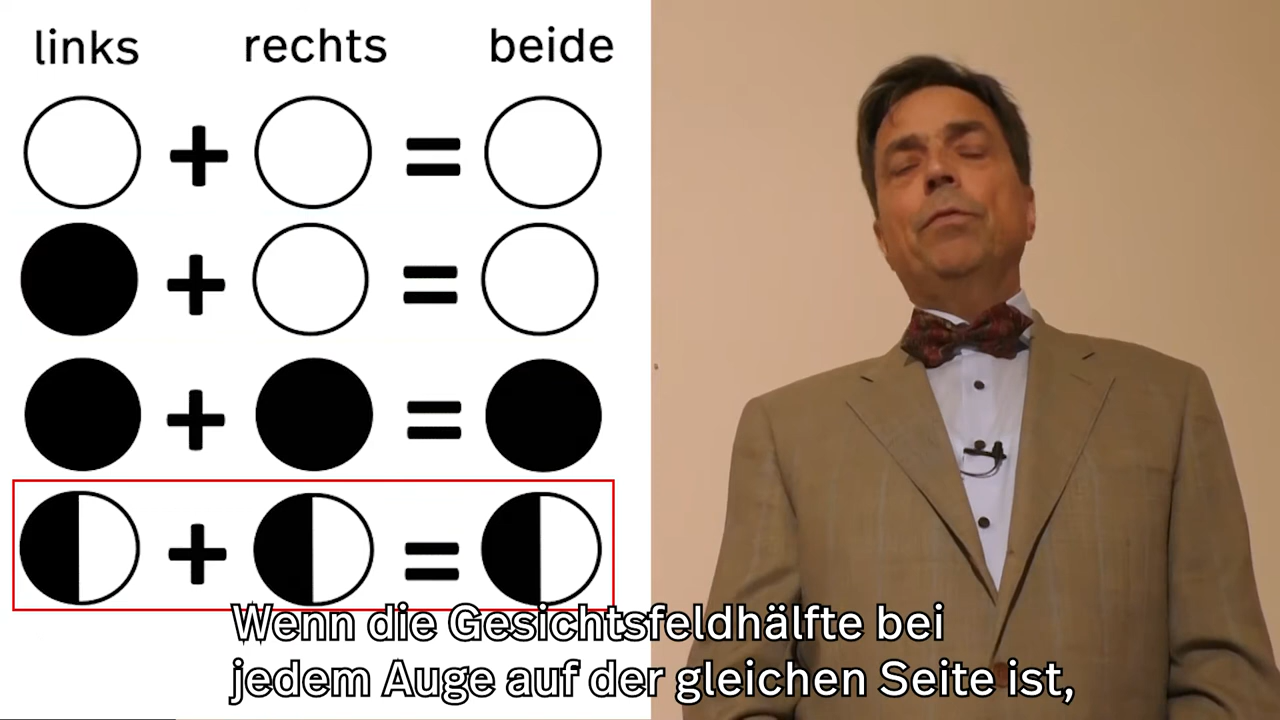 links rechts beide
Wenn die Gesichtsfeldhälfte bei
jedem Auge auf der gleichen Seite ist,